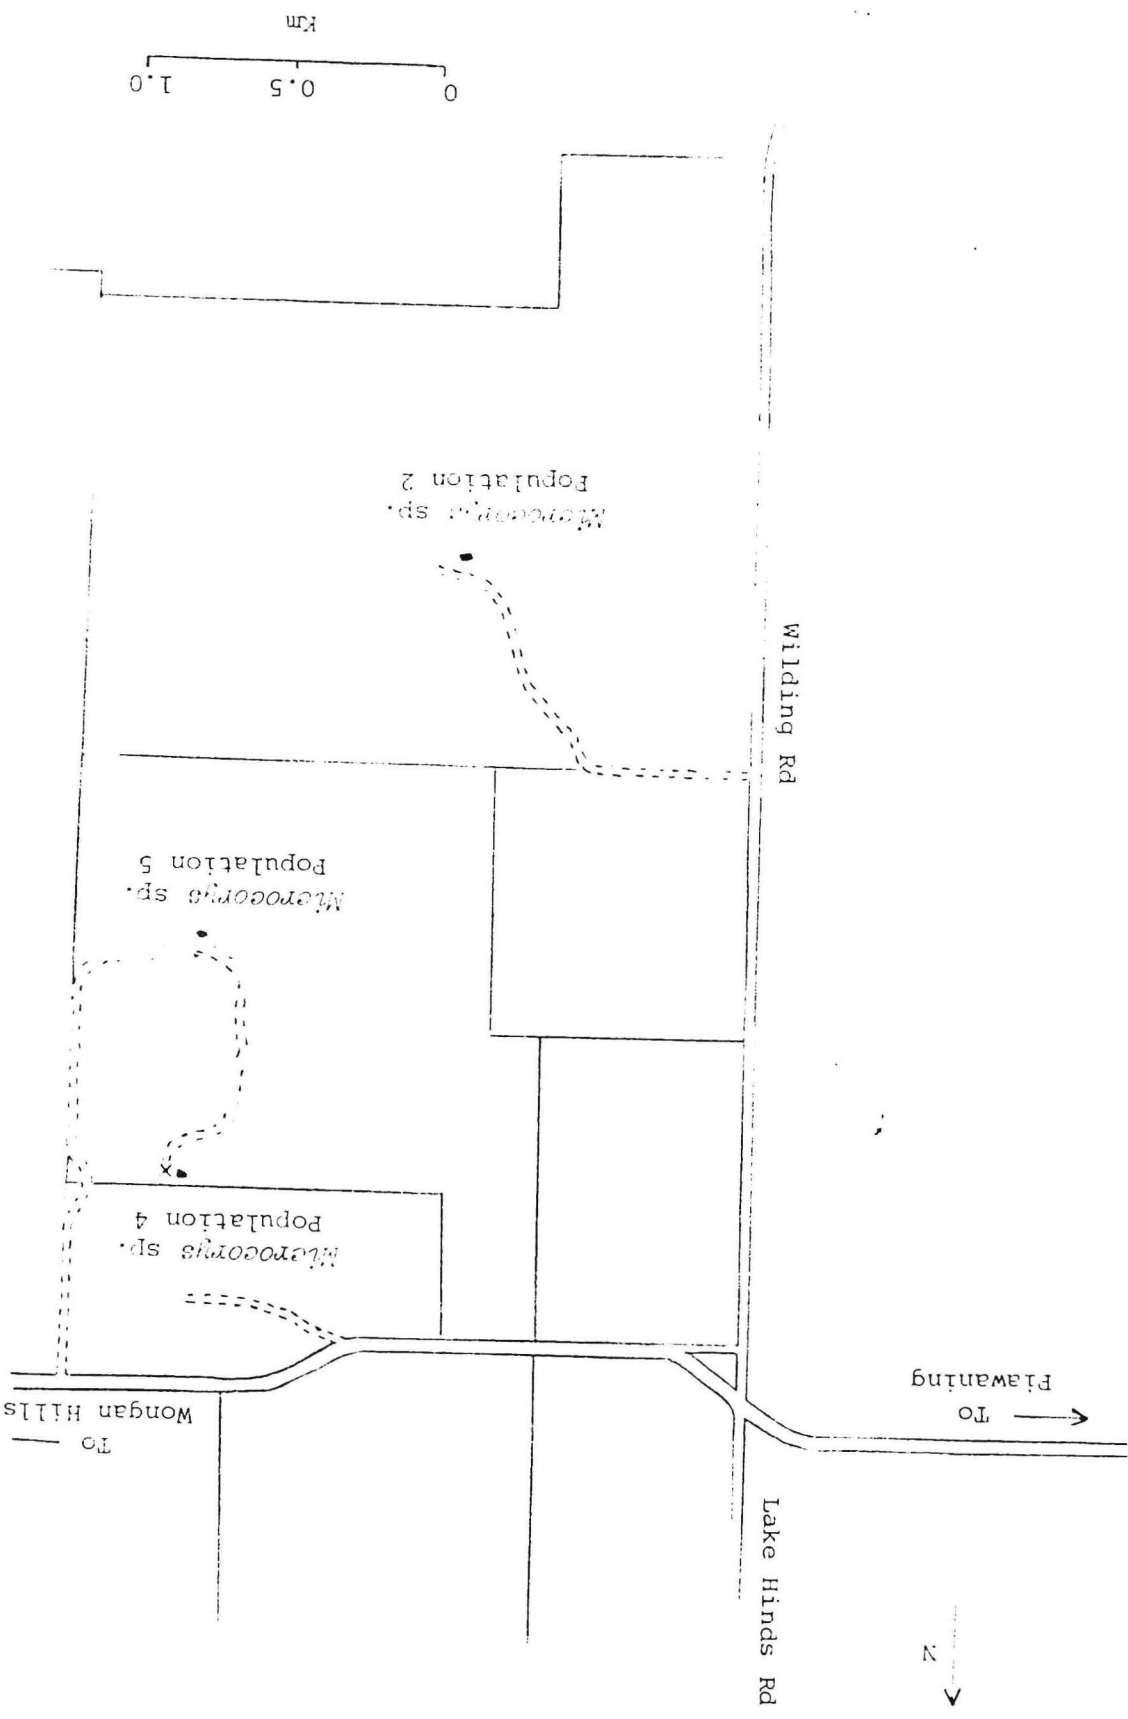 N
Lake Hinds Rd
To
Piawaning
To
Wongan Hills
Microcorys sp.
Population 4
Microcorys sp.
Population 5
Wilding Rd
Microcorys sp.
Population 2
0 0.5 1.0
Km